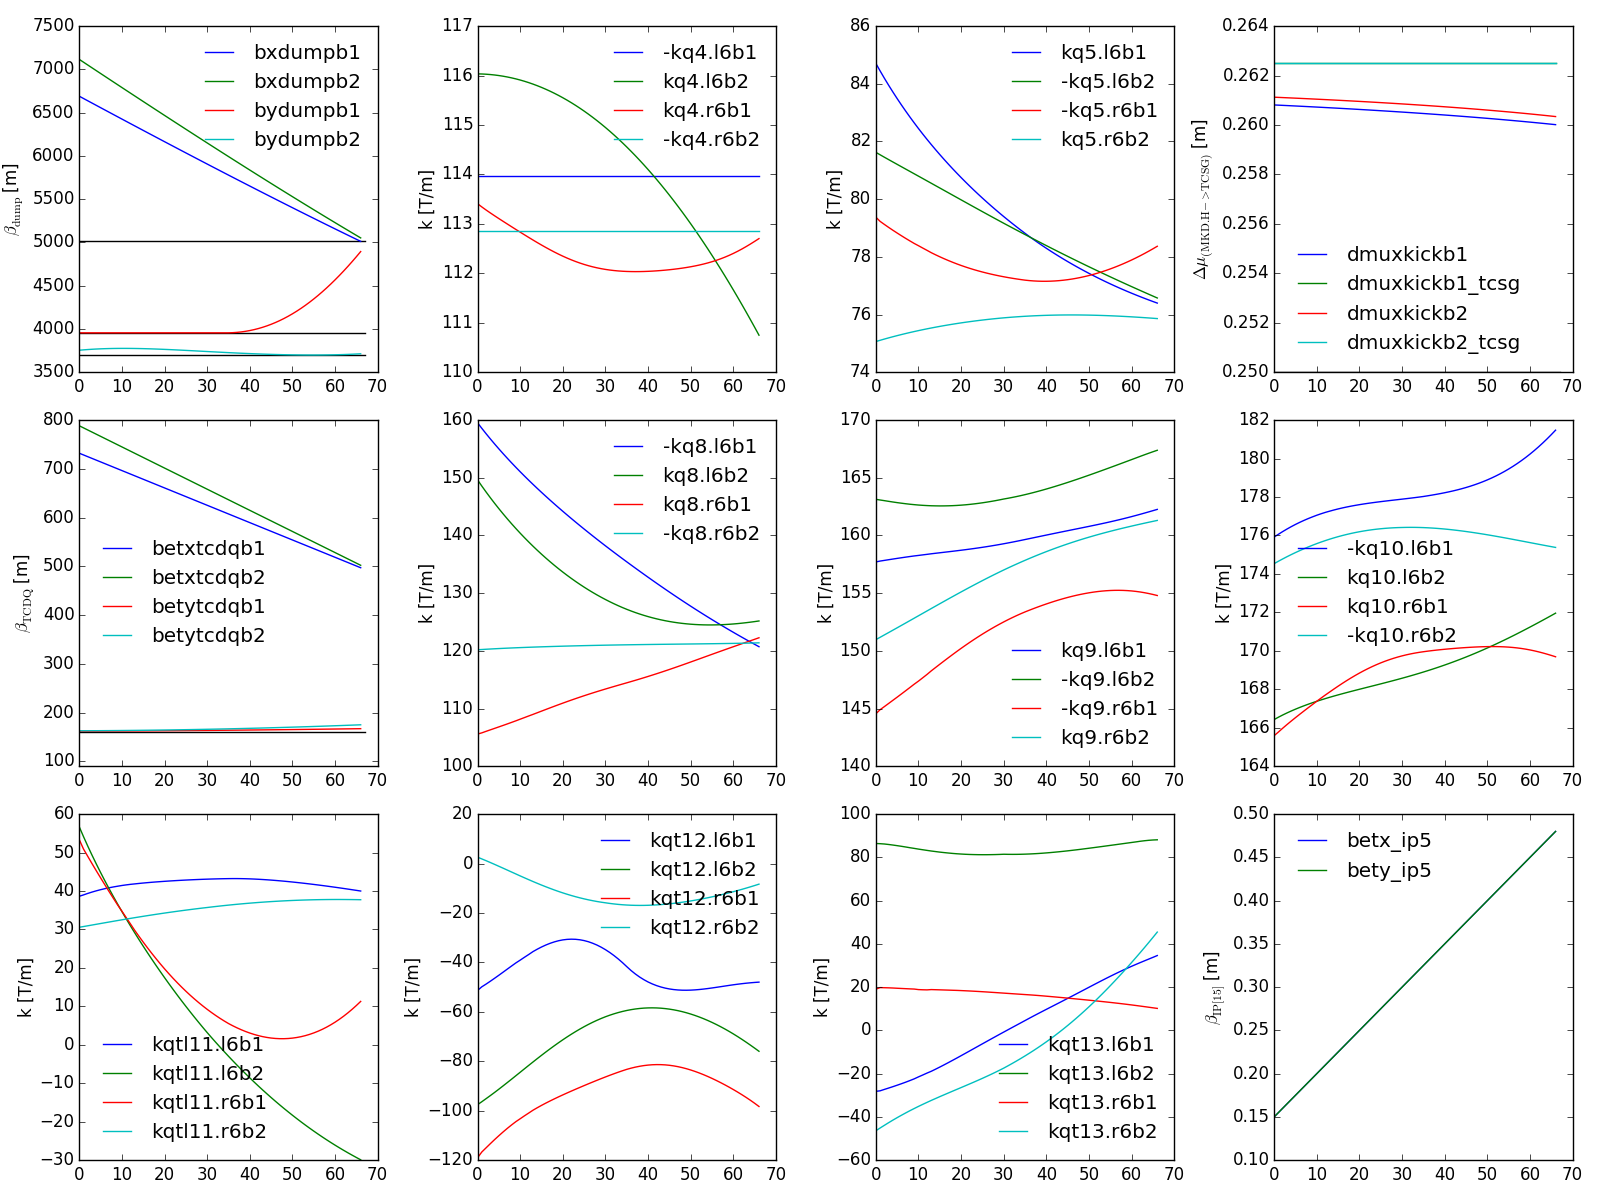 7500
7000
6500
6000
5500
5000
4500
4000
3500
0 10 20 30 40 50 60 70
β_dump [m]
bxdumpb1
bxdumpb2
bydumpb1
bydumpb2
117
116
115
114
113
112
111
110
0 10 20 30 40 50 60 70
k [T/m]
-kq4.l6b1
kq4.l6b2
kq4.r6b1
-kq4.r6b2
86
84
82
80
78
76
74
0 10 20 30 40 50 60 70
k [T/m]
kq5.l6b1
-kq5.l6b2
-kq5.r6b1
kq5.r6b2
0.264
0.262
0.260
0.258
0.256
0.254
0.252
0.250
0 10 20 30 40 50 60 70
Δμ_(MKD.H−>TCSG) [m]
dmuxkickb1
dmuxkickb1_tcsg
dmuxkickb2
dmuxkickb2_tcsg
800
700
600
500
400
300
200
100
0 10 20 30 40 50 60 70
β_TCDQ [m]
betxtcdqb1
betxtcdqb2
betytcdqb1
betytcdqb2
160
150
140
130
120
110
100
0 10 20 30 40 50 60 70
k [T/m]
-kq8.l6b1
kq8.l6b2
kq8.r6b1
-kq8.r6b2
170
165
160
155
150
145
140
0 10 20 30 40 50 60 70
k [T/m]
kq9.l6b1
-kq9.l6b2
-kq9.r6b1
kq9.r6b2
182
180
178
176
174
172
170
168
166
164
0 10 20 30 40 50 60 70
k [T/m]
-kq10.l6b1
kq10.l6b2
kq10.r6b1
-kq10.r6b2
60
50
40
30
20
10
0
−10
−20
−30
0 10 20 30 40 50 60 70
k [T/m]
kqtl11.l6b1
kqtl11.l6b2
kqtl11.r6b1
kqtl11.r6b2
20
0
−20
−40
−60
−80
−100
−120
0 10 20 30 40 50 60 70
k [T/m]
kqt12.l6b1
kqt12.l6b2
kqt12.r6b1
kqt12.r6b2
100
80
60
40
20
0
−20
−40
−60
0 10 20 30 40 50 60 70
k [T/m]
kqt13.l6b1
kqt13.l6b2
kqt13.r6b1
kqt13.r6b2
0.50
0.45
0.40
0.35
0.30
0.25
0.20
0.15
0.10
0 10 20 30 40 50 60 70
β_IP[15] [m]
betx_ip5
bety_ip5